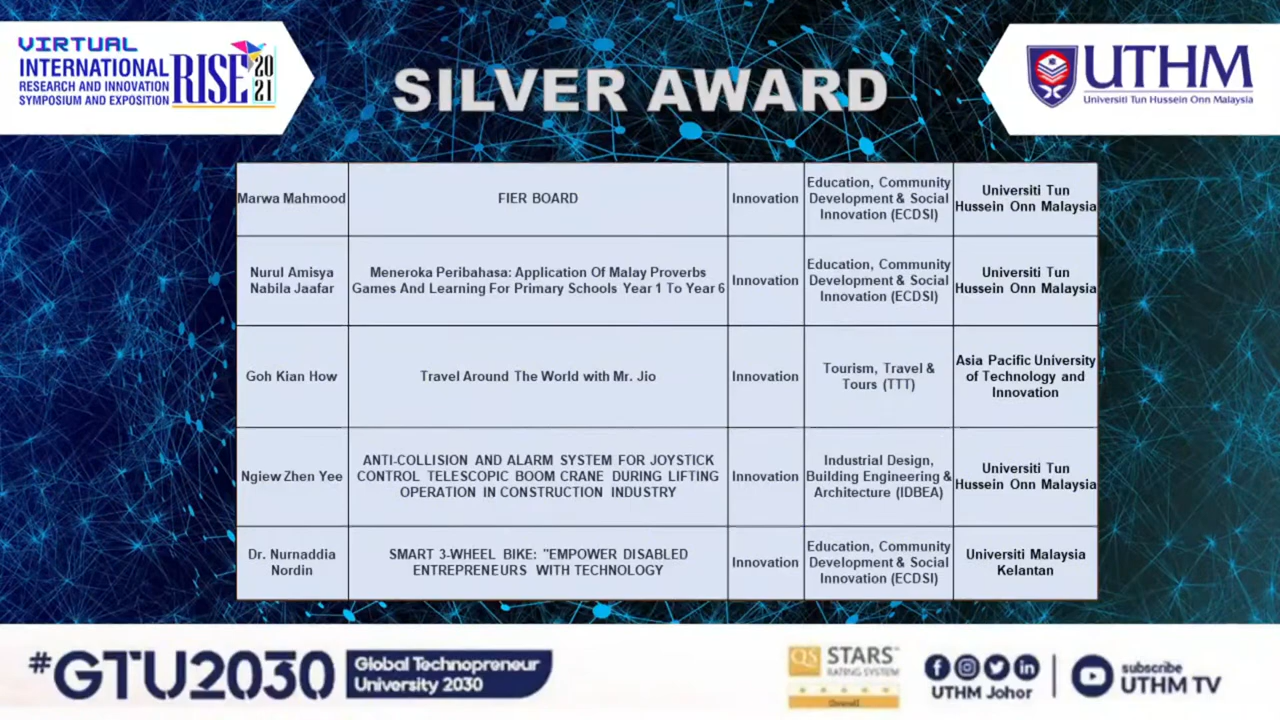 VIRTUAL
INTERNATIONAL
RESEARCH AND INNOVATION
SYMPOSIUM AND EXPOSITION
RISE
20
21
SILVER AWARD
UTHM
Universiti Tun Hussein Onn Malaysia
Marwa Mahmood
FIER BOARD
Innovation
Education, Community
Development & Social
Innovation (ECDSI)
Universiti Tun
Hussein Onn Malaysia
Nurul Amisya
Nabila Jaafar
Meneroka Peribahasa: Application Of Malay Proverbs
Games And Learning For Primary Schools Year 1 To Year 6
Innovation
Education, Community
Development & Social
Innovation (ECDSI)
Universiti Tun
Hussein Onn Malaysia
Goh Kian How
Travel Around The World with Mr. Jio
Innovation
Tourism, Travel &
Tours (TTT)
Asia Pacific University
of Technology and
Innovation
Ngiew Zhen Yee
ANTI-COLLISION AND ALARM SYSTEM FOR JOYSTICK
CONTROL TELESCOPIC BOOM CRANE DURING LIFTING
OPERATION IN CONSTRUCTION INDUSTRY
Innovation
Industrial Design,
Building Engineering &
Architecture (IDBEA)
Universiti Tun
Hussein Onn Malaysia
Dr. Nurnaddia
Nordin
SMART 3-WHEEL BIKE: "EMPOWER DISABLED
ENTREPRENEURS WITH TECHNOLOGY
Innovation
Education, Community
Development & Social
Innovation (ECDSI)
Universiti Malaysia
Kelantan
#GTU2030
Global Technopreneur
University 2030
QS
STARS™
RATING SYSTEM
UTHM Johor
subscribe
UTHM TV